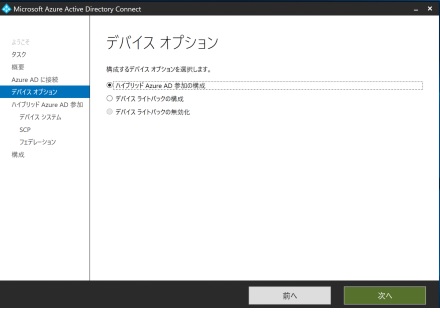 Microsoft Azure Active Directory Connect
ようこそ
タスク
概要
Azure AD に接続
デバイス オプション
ハイブリッド Azure AD 参加
デバイス システム
SCP
フェデレーション
構成
デバイス オプション
構成するデバイス オプションを選択します。
ハイブリッド Azure AD 参加の構成
デバイス ライトバックの構成
デバイス ライトバックの無効化
前へ
次へ